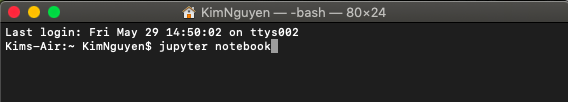 KimNguyen — -bash — 80×24
Last login: Fri May 29 14:50:02 on ttys002
Kims-Air:~ KimNguyen$ jupyter notebook